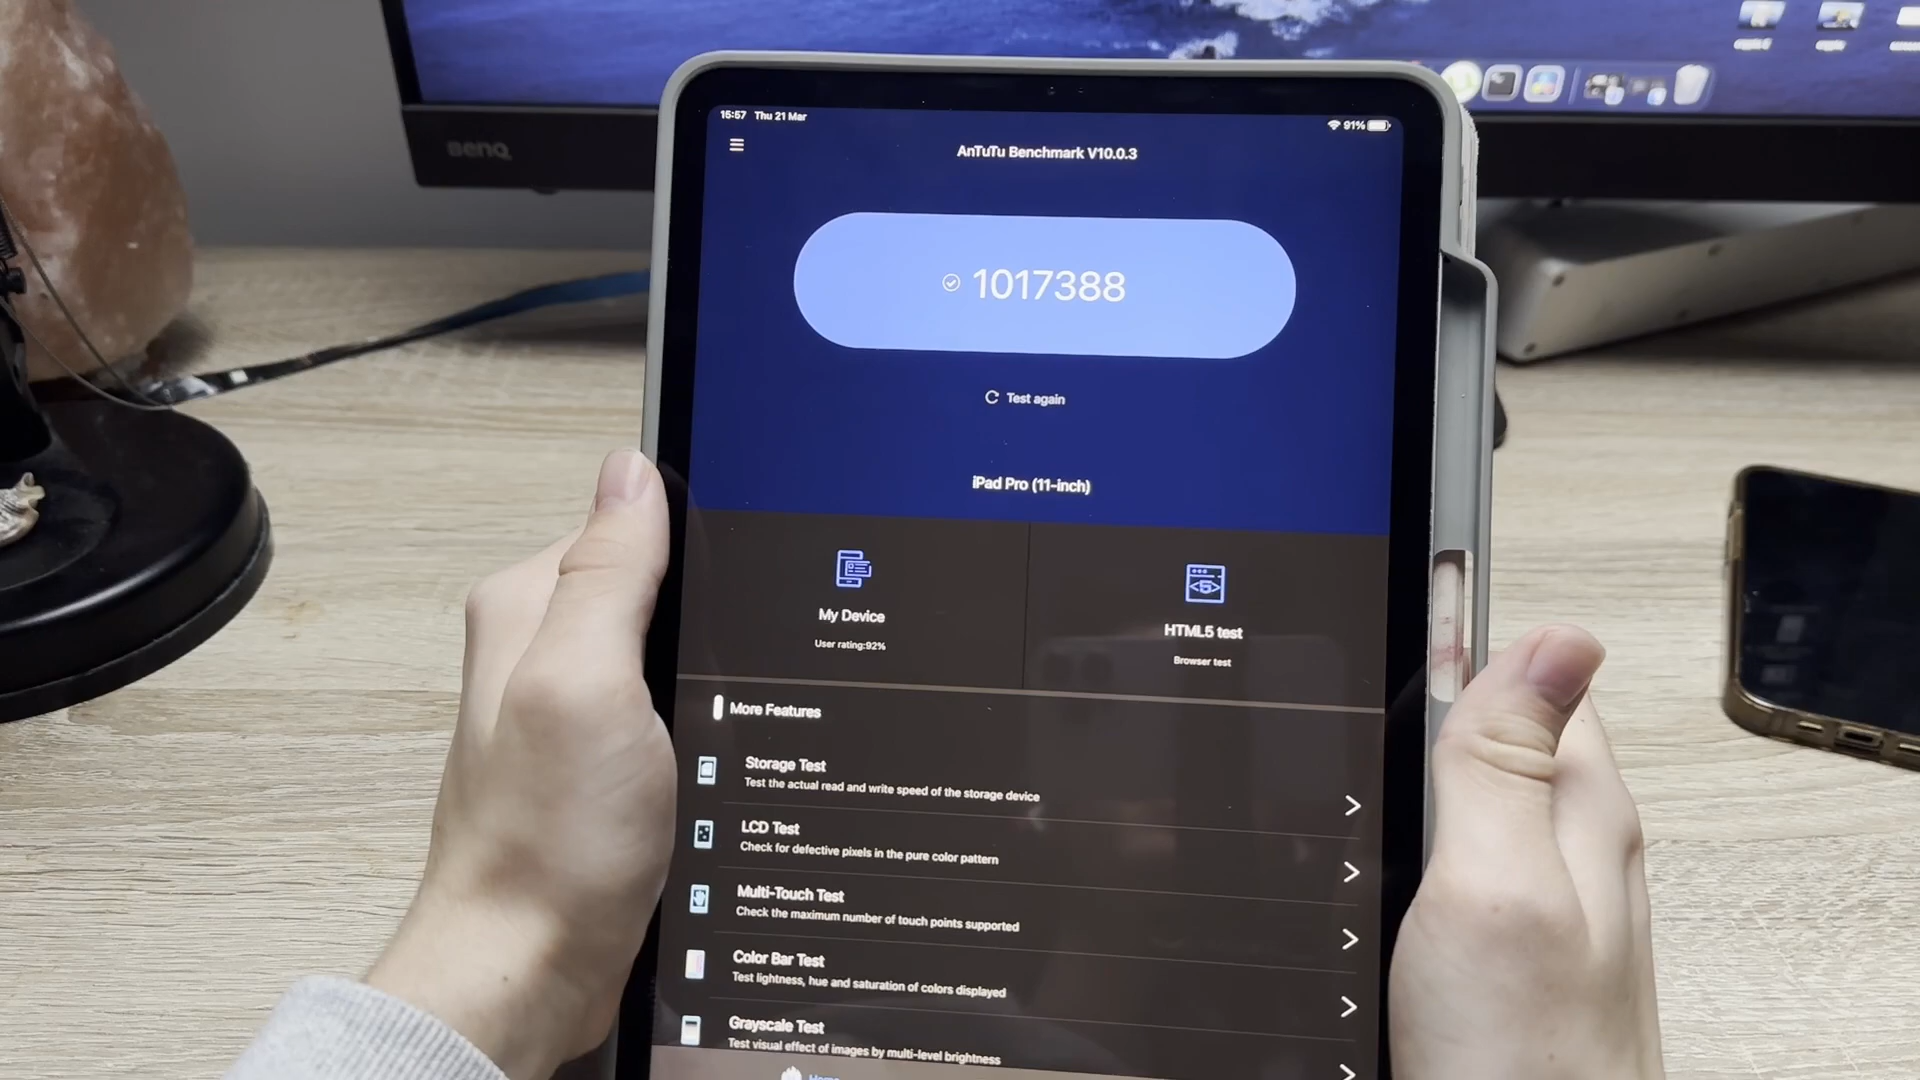 BenQ
15:57 Thu 21 Mar
91%
AnTuTu Benchmark V10.0.3
1017388
Test again
iPad Pro (11-inch)
My Device
User rating:92%
HTML5 test
Browser test
More Features
Storage Test
Test the actual read and write speed of the storage device
LCD Test
Check for defective pixels in the pure color pattern
Multi-Touch Test
Check the maximum number of touch points supported
Color Bar Test
Test lightness, hue and saturation of colors displayed
Grayscale Test
Test visual effect of images by multi-level brightness